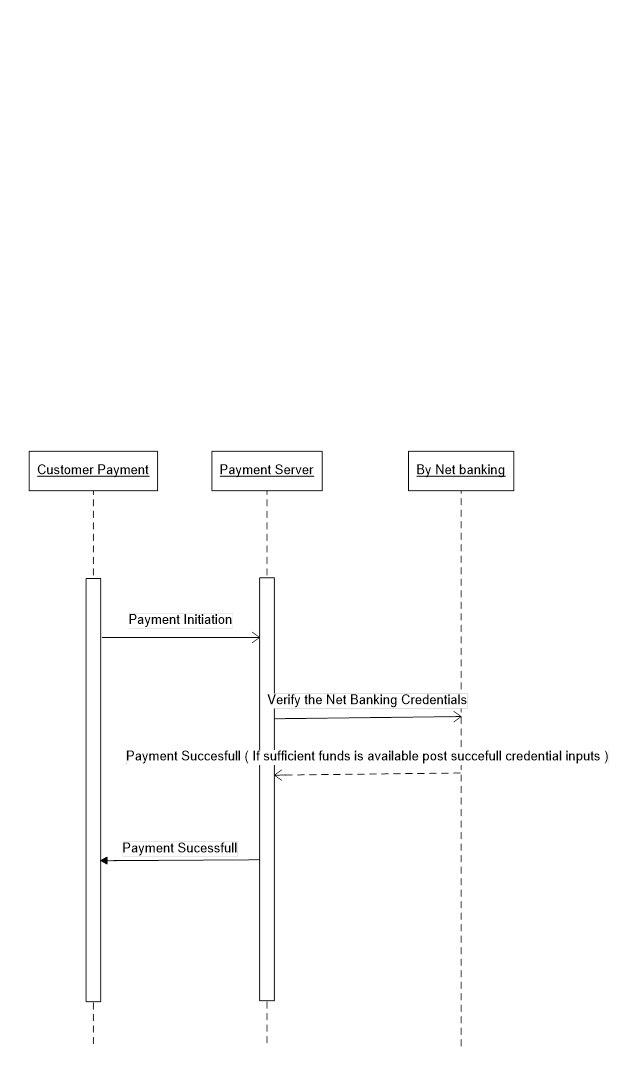 Customer Payment
Payment Server
By Net banking
Payment Initiation
Verify the Net Banking Credentials
Payment Succesfull ( If sufficient funds is available post succefull credential inputs )
Payment Sucessfull